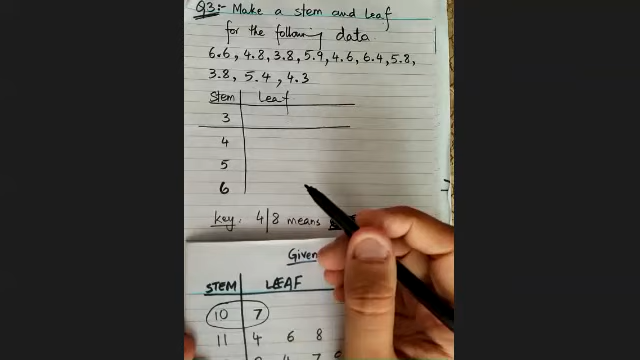 Q3:- Make a stem and Leaf
for the following data
6.6, 4.8, 3.8, 5.9, 4.6, 6.4, 5.8,
3.8, 5.4, 4.3
Stem Leaf
3
4
5
6
Key: 4|8 means
Given
STEM LEAF
10 7
11 4 6 8